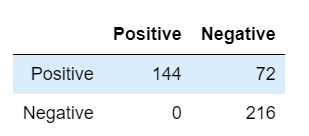 Positive Negative
Positive 144 72
Negative 0 216